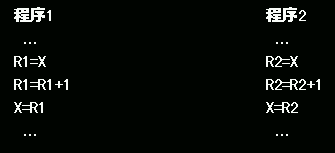 程序1 程序2
... ...
R1=X R2=X
R1=R1+1 R2=R2+1
X=R1 X=R2
... ...